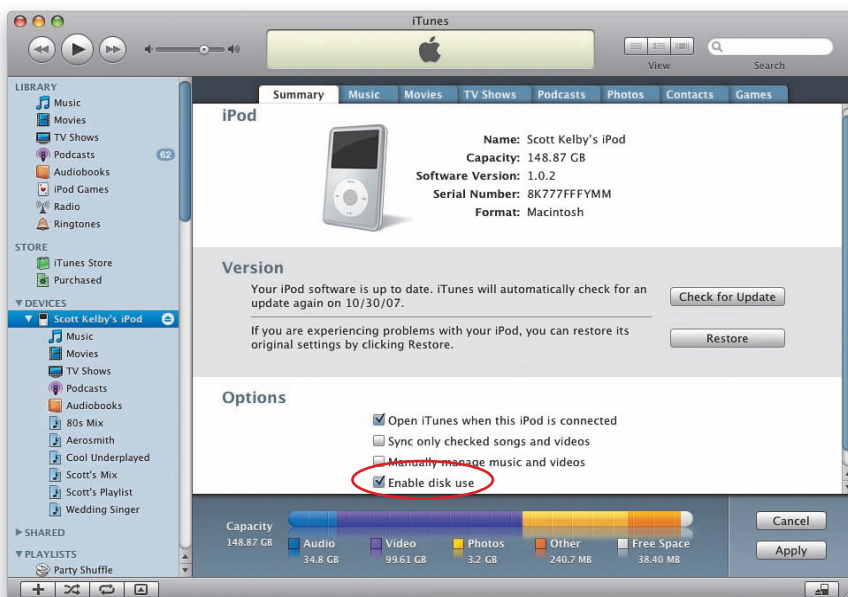 iTunes
View
Search
LIBRARY
Music
Movies
TV Shows
Podcasts 62
Audiobooks
iPod Games
Radio
Ringtones
STORE
iTunes Store
Purchased
DEVICES
Scott Kelby's iPod
Music
Movies
TV Shows
Podcasts
Audiobooks
80s Mix
Aerosmith
Cool Underplayed
Scott's Mix
Scott's Playlist
Wedding Singer
SHARED
PLAYLISTS
Party Shuffle
Summary Music Movies TV Shows Podcasts Photos Contacts Games
iPod
Name: Scott Kelby's iPod
Capacity: 148.87 GB
Software Version: 1.0.2
Serial Number: 8K777FFFYMM
Format: Macintosh
Version
Your iPod software is up to date. iTunes will automatically check for an
update again on 10/30/07.
Check for Update
If you are experiencing problems with your iPod, you can restore its
original settings by clicking Restore.
Restore
Options
Open iTunes when this iPod is connected
Sync only checked songs and videos
Manually manage music and videos
Enable disk use
Capacity
148.87 GB
Audio
34.8 GB
Video
99.61 GB
Photos
3.2 GB
Other
240.7 MB
Free Space
38.40 MB
Cancel
Apply